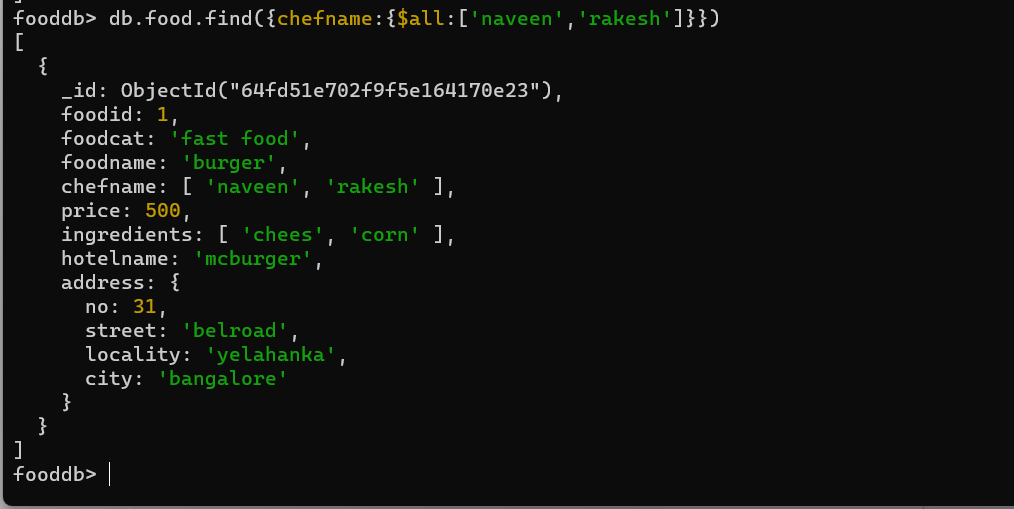 ]
fooddb> db.food.find({chefname:{$all:['naveen','rakesh']}})
[
  {
    _id: ObjectId("64fd51e702f9f5e164170e23"),
    foodid: 1,
    foodcat: 'fast food',
    foodname: 'burger',
    chefname: [ 'naveen', 'rakesh' ],
    price: 500,
    ingredients: [ 'chees', 'corn' ],
    hotelname: 'mcburger',
    address: {
      no: 31,
      street: 'belroad',
      locality: 'yelahanka',
      city: 'bangalore'
    }
  }
]
fooddb>